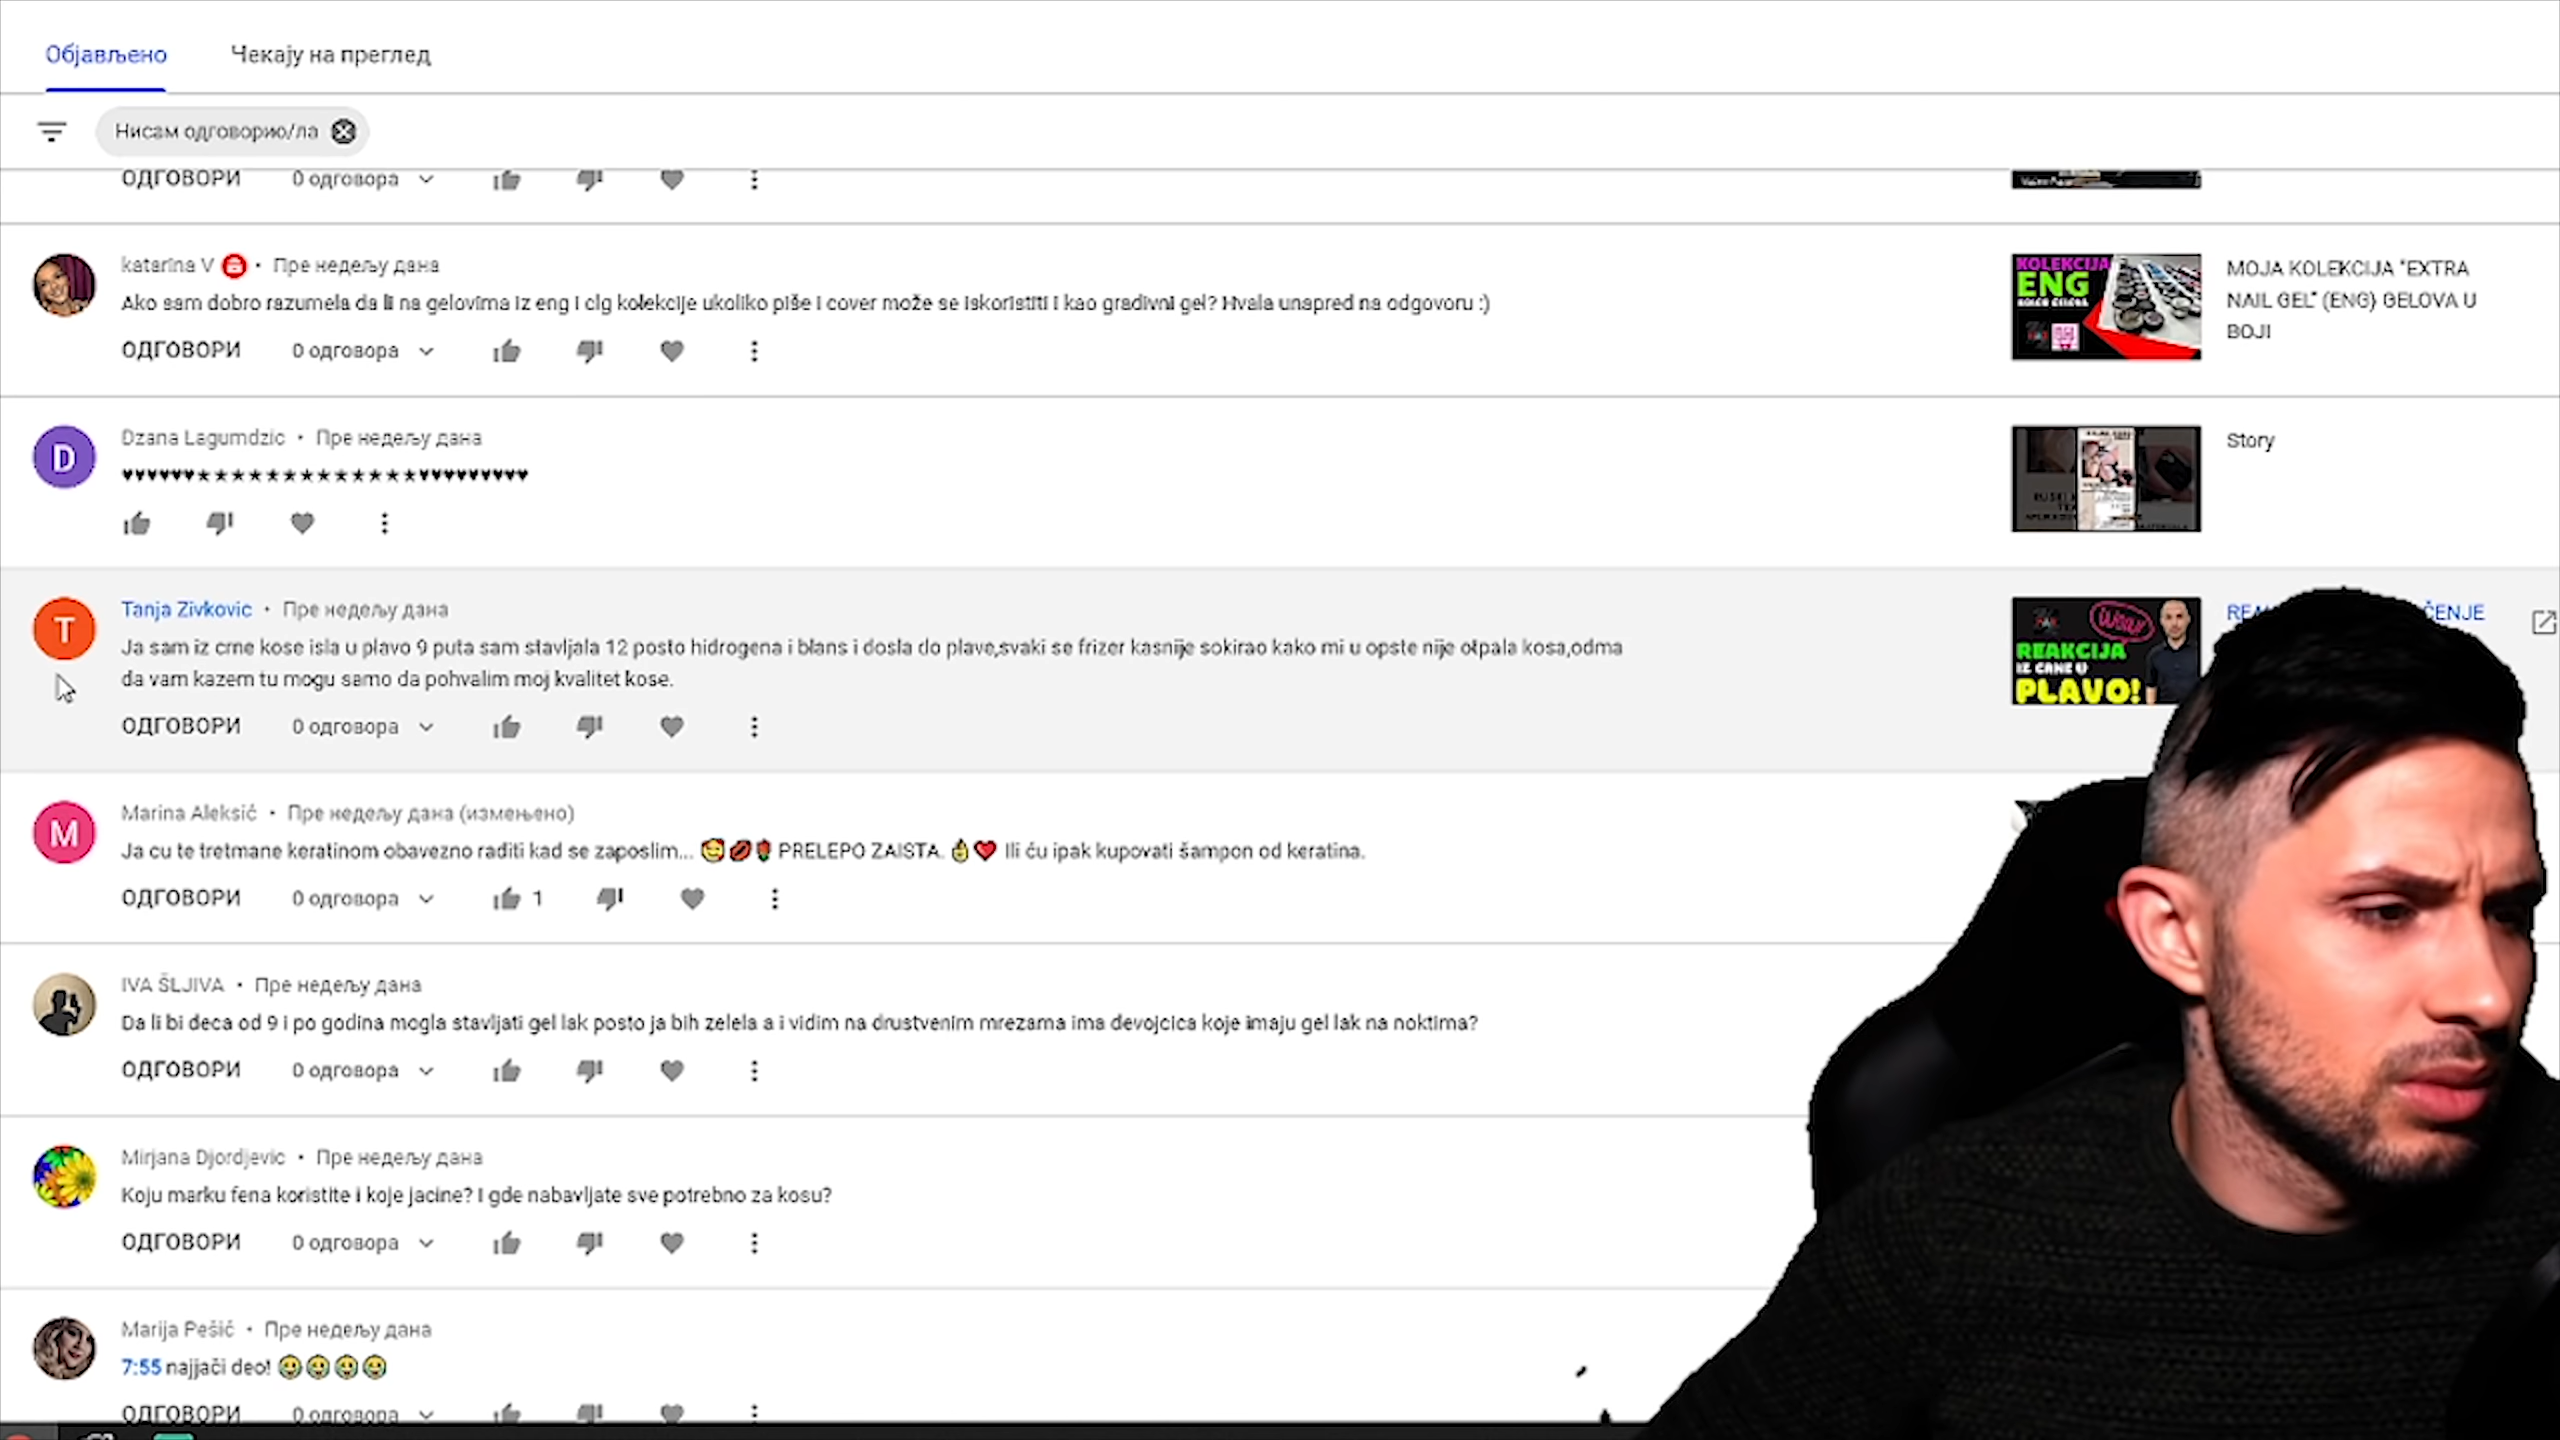 Објављено Чекају на преглед
Нисам одговорио/ла
ОДГОВОРИ 0 одговора
katarina V • Пре недељу дана
Ako sam dobro razumela da li na gelovima iz eng i clg kolekcije ukoliko piše i cover može se iskoristiti i kao gradivni gel? Hvala unapred na odgovoru :)
ОДГОВОРИ 0 одговора
KOLEKCIJA
ENG
MOJA KOLEKCIJA "EXTRA
NAIL GEL" (ENG) GELOVA U
BOJI
D
Dzana Lagumdzic • Пре недељу дана
♥♥♥♥♥♥★★★★★★★★★★★★★★★♥♥♥♥♥♥♥♥♥
Story
T
Tanja Zivkovic • Пре недељу дана
Ja sam iz crne kose isla u plavo 9 puta sam stavljala 12 posto hidrogena i blans i dosla do plave,svaki se frizer kasnije sokirao kako mi u opste nije otpala kosa,odma
da vam kazem tu mogu samo da pohvalim moj kvalitet kose.
ОДГОВОРИ 0 одговора
REAKCIJA
IZ CRNE U
PLAVO!
M
Marina Aleksić • Пре недељу дана (измењено)
Ja cu te tretmane keratinom obavezno raditi kad se zaposlim... 🥰💋🌹 PRELEPO ZAISTA. 👌❤️ Ili ću ipak kupovati šampon od keratina.
ОДГОВОРИ 0 одговора 1
IVA ŠLJIVA • Пре недељу дана
Da li bi deca od 9 i po godina mogla stavljati gel lak posto ja bih zelela a i vidim na drustvenim mrezama ima devojcica koje imaju gel lak na noktima?
ОДГОВОРИ 0 одговора
Mirjana Djordjevic • Пре недељу дана
Koju marku fena koristite i koje jacine? I gde nabavljate sve potrebno za kosu?
ОДГОВОРИ 0 одговора
Marija Pešić • Пре недељу дана
7:55 najjači deo! 😂😂😂😂
ОДГОВОРИ 0 одговора